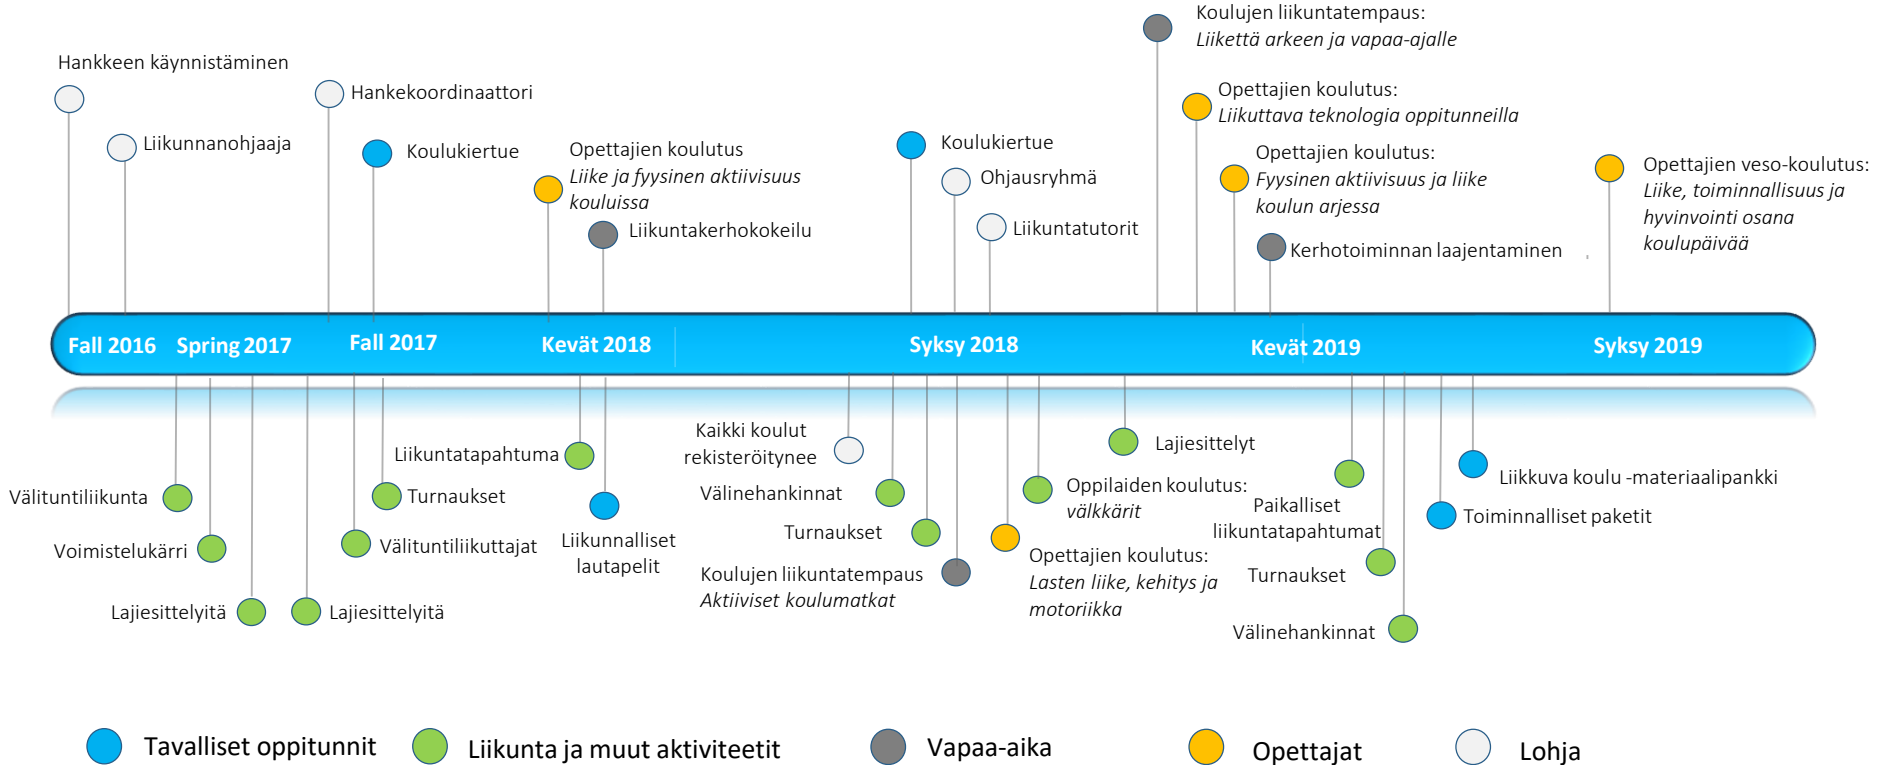 Hankkeen käynnistäminen
Liikunnanohjaaja
Hankekoordinaattori
Koulukiertue
Opettajien koulutus
Liike ja fyysinen aktiivisuus
kouluissa
Liikuntakerhokokeilu
Koulukiertue
Ohjausryhmä
Liikuntatutorit
Koulujen liikuntatempaus:
Liikettä arkeen ja vapaa-ajalle
Opettajien koulutus:
Liikuttava teknologia oppitunneilla
Opettajien koulutus:
Fyysinen aktiivisuus ja liike
koulun arjessa
Kerhotoiminnan laajentaminen
Opettajien veso-koulutus:
Liike, toiminnallisuus ja
hyvinvointi osana
koulupäivää
Fall 2016
Spring 2017
Fall 2017
Kevät 2018
Syksy 2018
Kevät 2019
Syksy 2019
Välituntiliikunta
Voimistelukärri
Lajiesittelyitä
Lajiesittelyitä
Välituntiliikuttajat
Turnaukset
Liikuntatapahtuma
Liikunnalliset
lautapelit
Kaikki koulut
rekisteröitynee
Välinehankinnat
Turnaukset
Koulujen liikuntatempaus
Aktiiviset koulumatkat
Opettajien koulutus:
Lasten liike, kehitys ja
motoriikka
Oppilaiden koulutus:
välkkärit
Lajiesittelyt
Paikalliset
liikuntatapahtumat
Turnaukset
Välinehankinnat
Toiminnalliset paketit
Liikkuva koulu -materiaalipankki
Tavalliset oppitunnit
Liikunta ja muut aktiviteetit
Vapaa-aika
Opettajat
Lohja